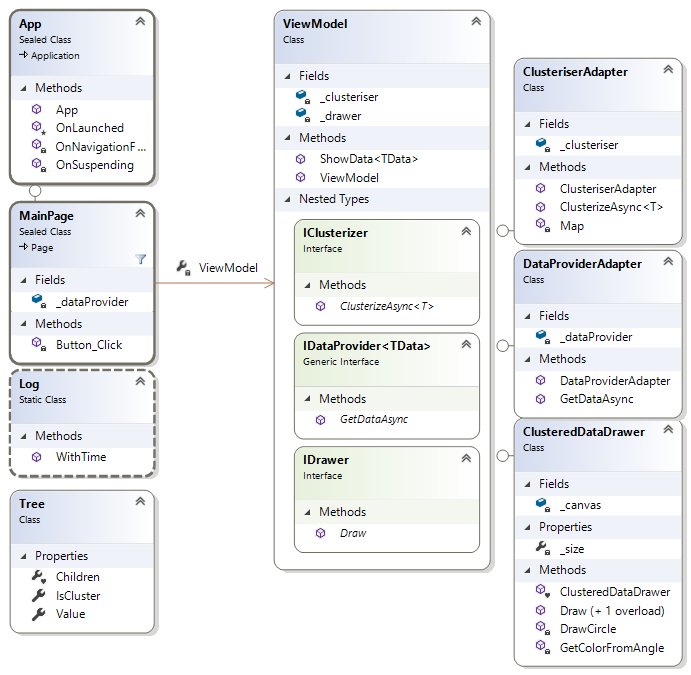 App
Sealed Class
Application
Methods
App
OnLaunched
OnNavigationF...
OnSuspending
MainPage
Sealed Class
Page
Fields
_dataProvider
Methods
Button_Click
Log
Static Class
Methods
WithTime
Tree
Class
Properties
Children
IsCluster
Value
ViewModel
ViewModel
Class
Fields
_clusteriser
_drawer
Methods
ShowData<TData>
ViewModel
Nested Types
IClusterizer
Interface
Methods
ClusterizeAsync<T>
IDataProvider<TData>
Generic Interface
Methods
GetDataAsync
IDrawer
Interface
Methods
Draw
ClusteriserAdapter
Class
Fields
_clusteriser
Methods
ClusteriserAdapter
ClusterizeAsync<T>
Map
DataProviderAdapter
Class
Fields
_dataProvider
Methods
DataProviderAdapter
GetDataAsync
ClusteredDataDrawer
Class
Fields
_canvas
Properties
_size
Methods
ClusteredDataDrawer
Draw (+ 1 overload)
DrawCircle
GetColorFromAngle